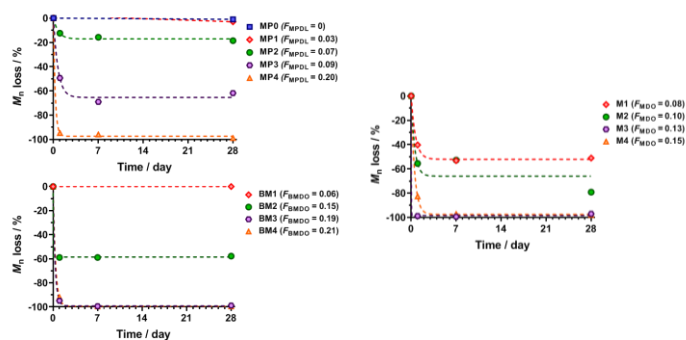 0
-20
-40
-60
-80
-100
Mn loss / %
0 7 14 21 28
Time / day
MP0 (FMPDL = 0)
MP1 (FMPDL = 0.03)
MP2 (FMPDL = 0.07)
MP3 (FMPDL = 0.09)
MP4 (FMPDL = 0.20)
0
-20
-40
-60
-80
-100
Mn loss / %
0 7 14 21 28
Time / day
BM1 (FBMDO = 0.06)
BM2 (FBMDO = 0.15)
BM3 (FBMDO = 0.19)
BM4 (FBMDO = 0.21)
0
-20
-40
-60
-80
-100
Mn loss / %
0 7 14 21 28
Time / day
M1 (FMDO = 0.08)
M2 (FMDO = 0.10)
M3 (FMDO = 0.13)
M4 (FMDO = 0.15)